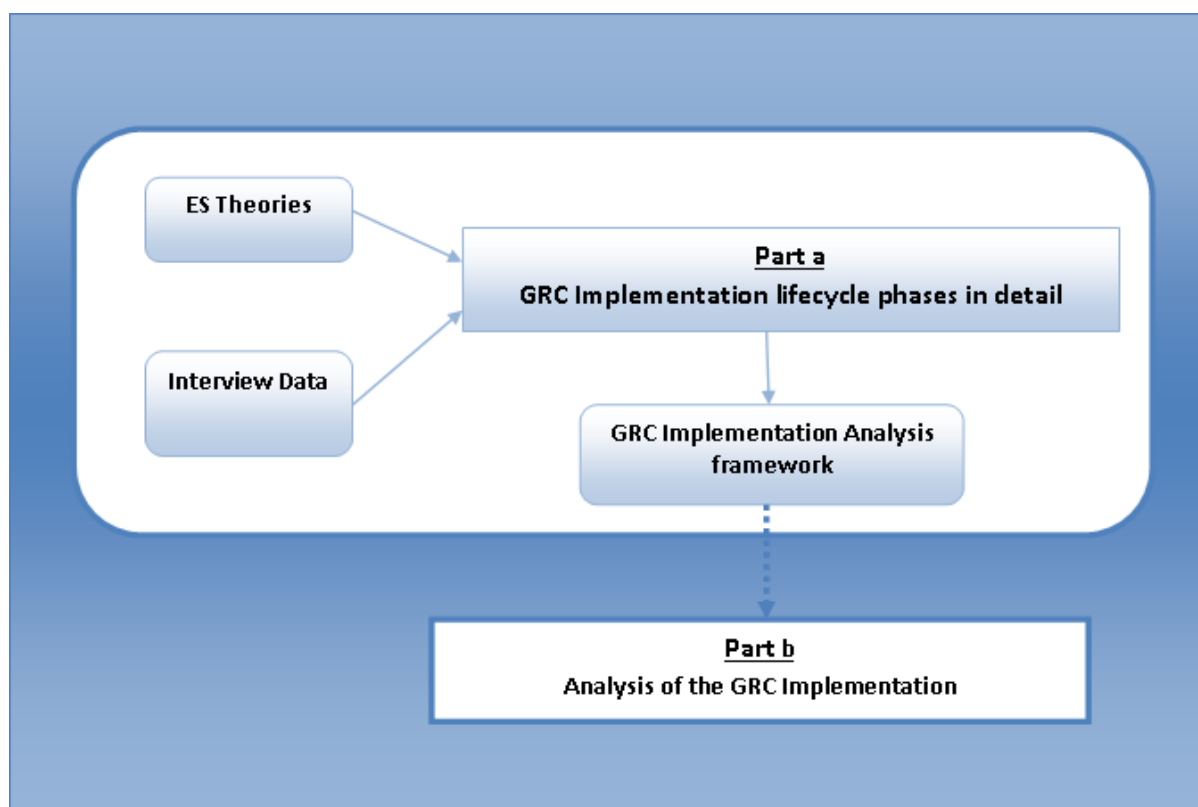 ES Theories
Part a
GRC Implementation lifecycle phases in detail
Interview Data
GRC Implementation Analysis
framework
Part b
Analysis of the GRC Implementation